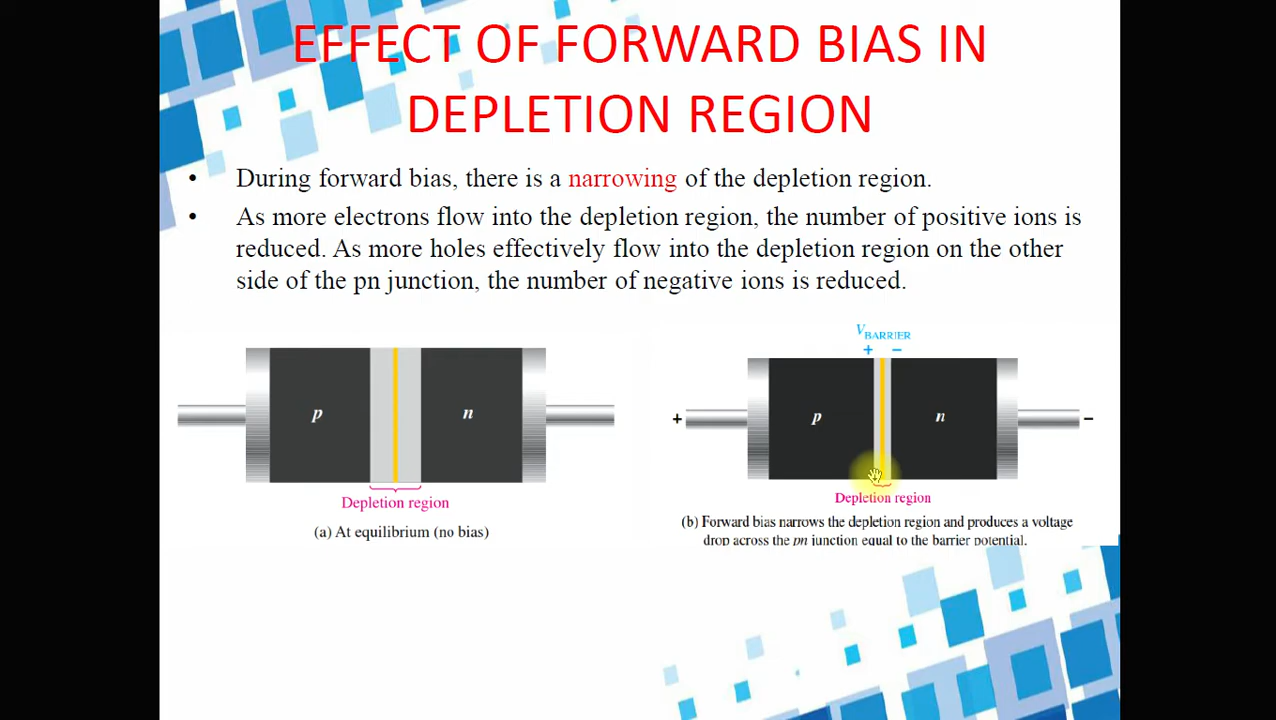 EFFECT OF FORWARD BIAS IN
DEPLETION REGION
• During forward bias, there is a narrowing of the depletion region.
• As more electrons flow into the depletion region, the number of positive ions is
reduced. As more holes effectively flow into the depletion region on the other
side of the pn junction, the number of negative ions is reduced.
p n
Depletion region
(a) At equilibrium (no bias)
VBARRIER
+ −
+ p n −
Depletion region
(b) Forward bias narrows the depletion region and produces a voltage
drop across the pn junction equal to the barrier potential.